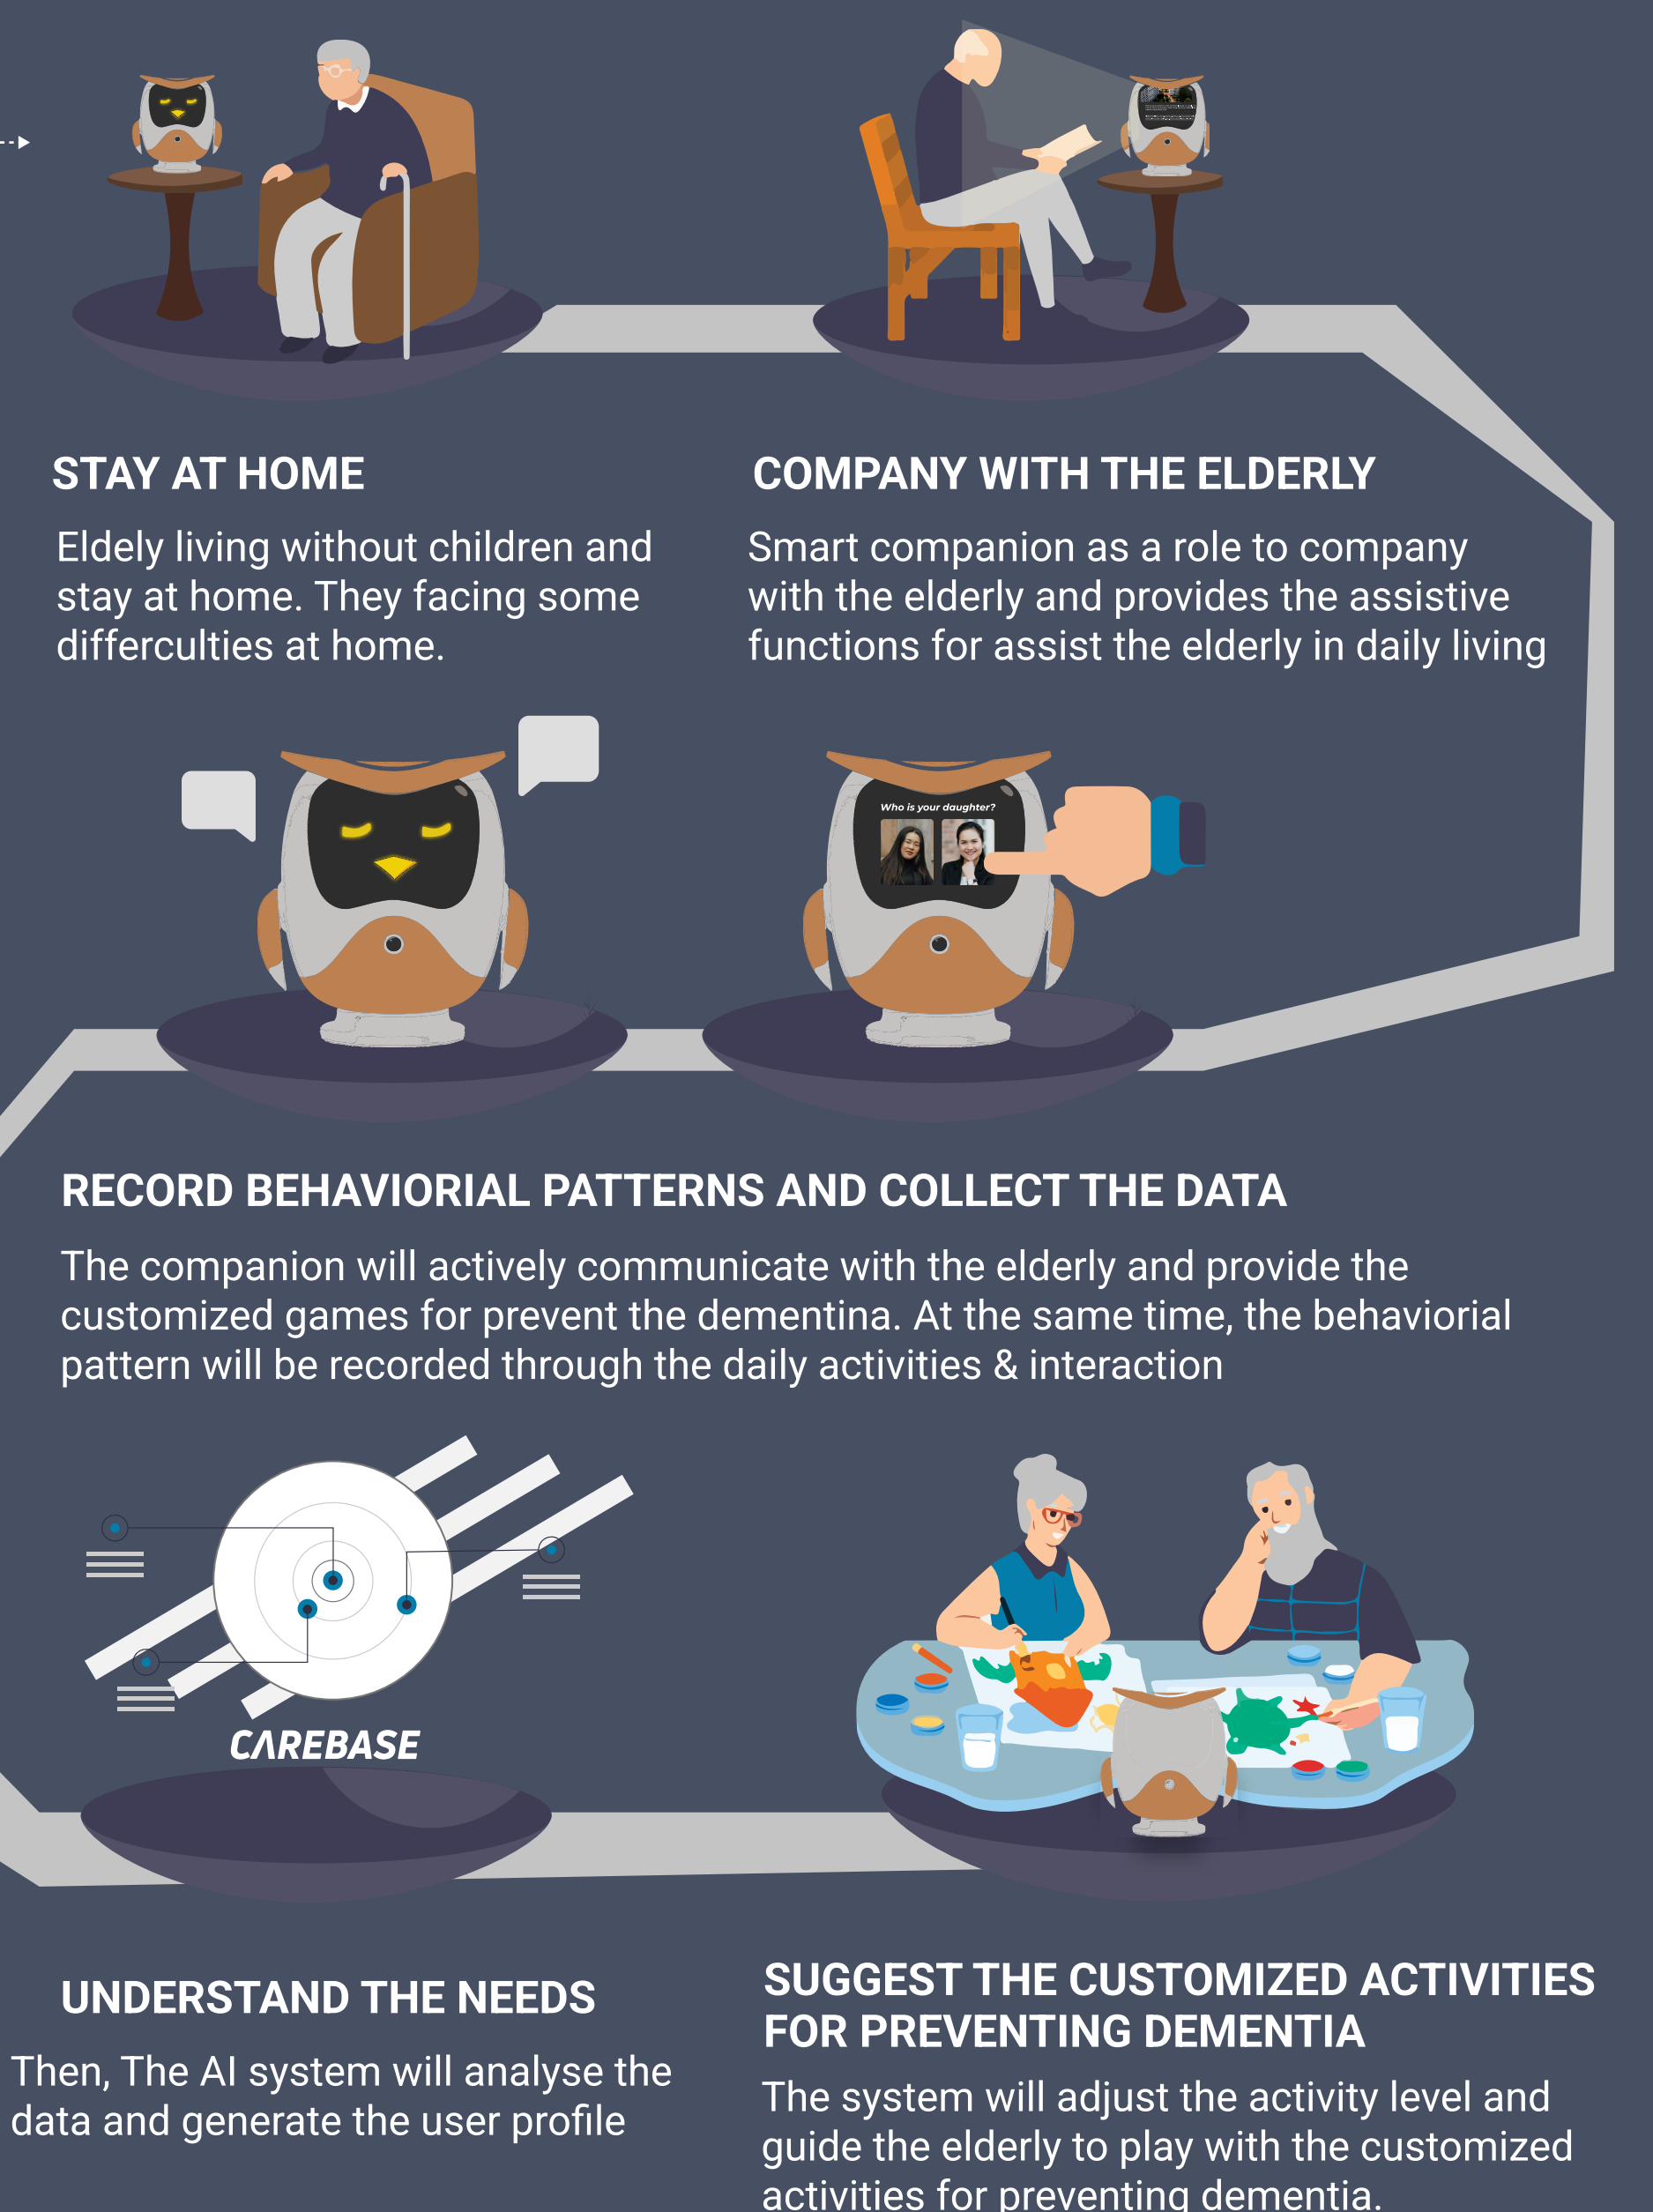 STAY AT HOME
Eldely living without children and
stay at home. They facing some
differculties at home.
COMPANY WITH THE ELDERLY
Smart companion as a role to company
with the elderly and provides the assistive
functions for assist the elderly in daily living
Who is your daughter?
RECORD BEHAVIORIAL PATTERNS AND COLLECT THE DATA
The companion will actively communicate with the elderly and provide the
customized games for prevent the dementina. At the same time, the behaviorial
pattern will be recorded through the daily activities & interaction
CAREBASE
UNDERSTAND THE NEEDS
Then, The AI system will analyse the
data and generate the user profile
SUGGEST THE CUSTOMIZED ACTIVITIES
FOR PREVENTING DEMENTIA
The system will adjust the activity level and
guide the elderly to play with the customized
activities for preventing dementia.